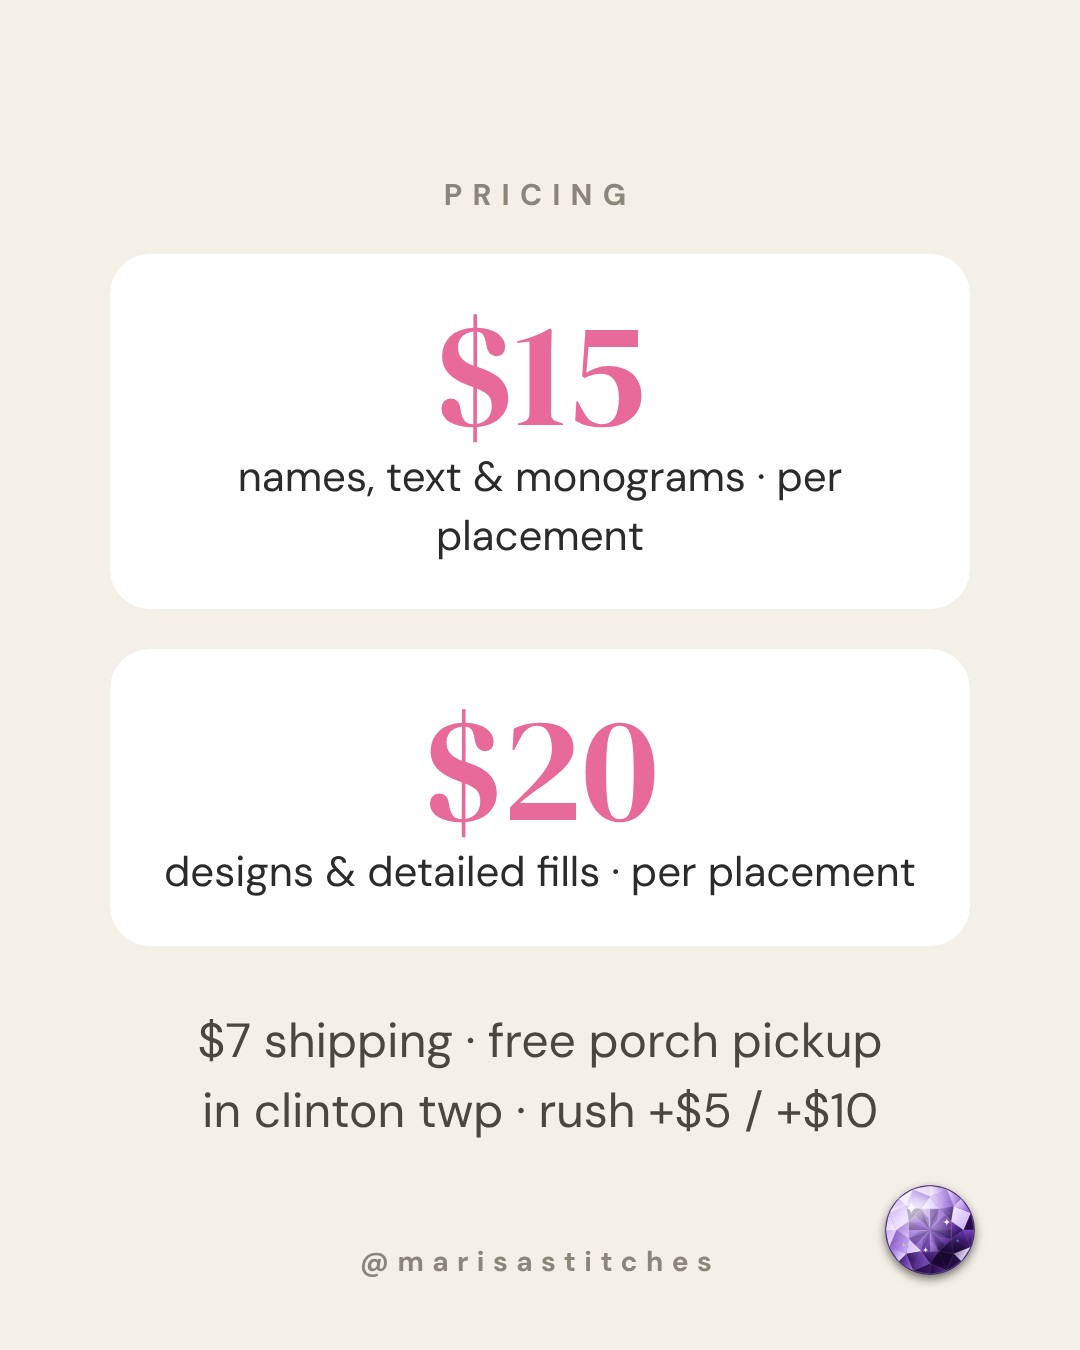 PRICING
$15
names, text & monograms · per
placement
$20
designs & detailed fills · per placement
$7 shipping · free porch pickup
in clinton twp · rush +$5 / +$10
@marisastitches